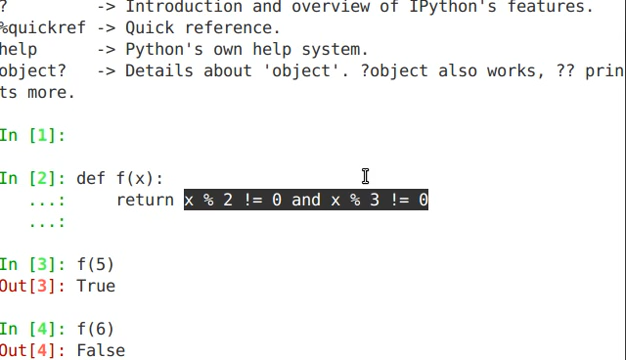 ? -> Introduction and overview of IPython's features.
%quickref -> Quick reference.
help -> Python's own help system.
object? -> Details about 'object'. ?object also works, ?? prin
ts more.
In [1]:
In [2]: def f(x):
...: return x % 2 != 0 and x % 3 != 0
...:
In [3]: f(5)
Out[3]: True
In [4]: f(6)
Out[4]: False